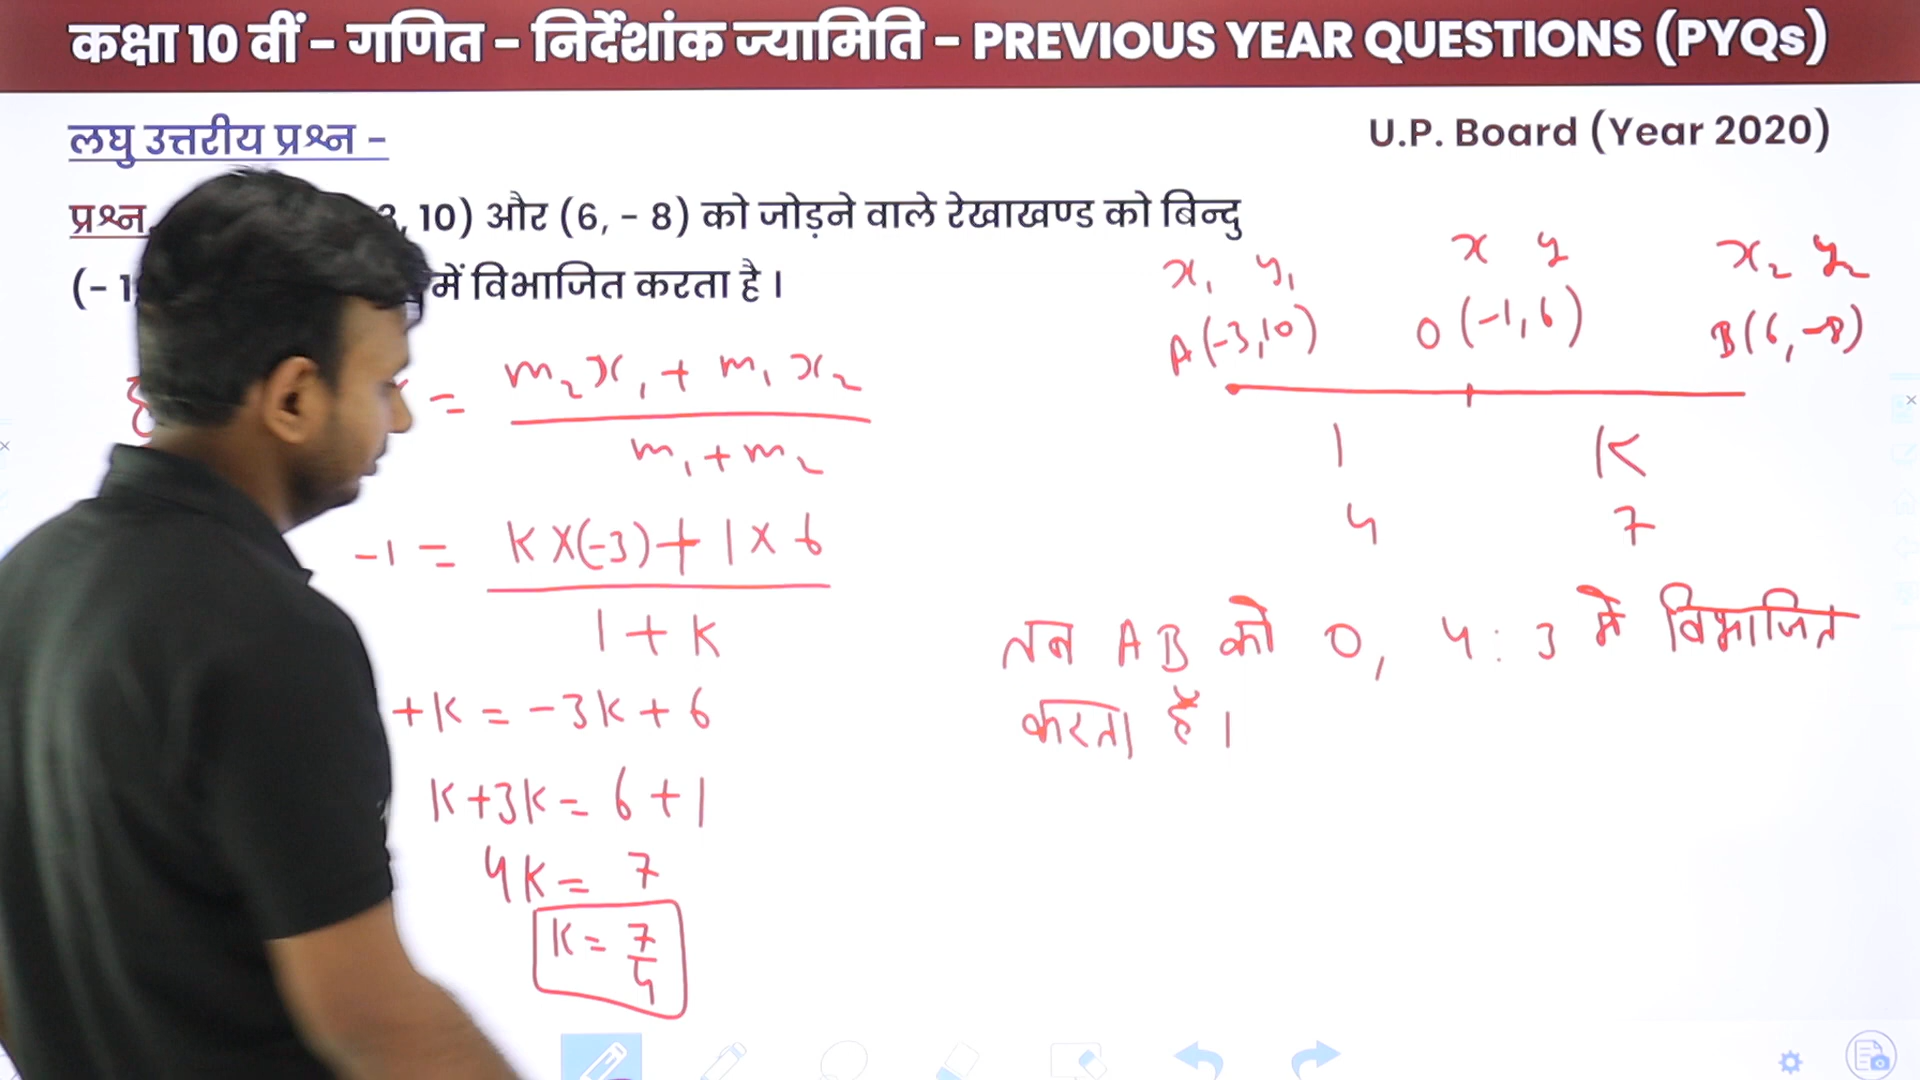 कक्षा 10 वीं – गणित – निर्देशांक ज्यामिति – PREVIOUS YEAR QUESTIONS (PYQs)
लघु उत्तरीय प्रश्न –
U.P. Board (Year 2020)
प्रश्न , 10) और (6, – 8) को जोड़ने वाले रेखाखण्ड को बिन्दु
(– 1 में विभाजित करता है ।
x₁ y₁ x y x₂ y₂
A(-3,10) O(-1,6) B(6,-8)
= m₂x₁ + m₁x₂
m₁+m₂
1 K
4 7
-1 = K×(-3)+1×6
1+K
तब AB को O, 4:3 में विभाजित
करता है।
+K = -3K+6
K+3K = 6+1
4K = 7
K = 7/4